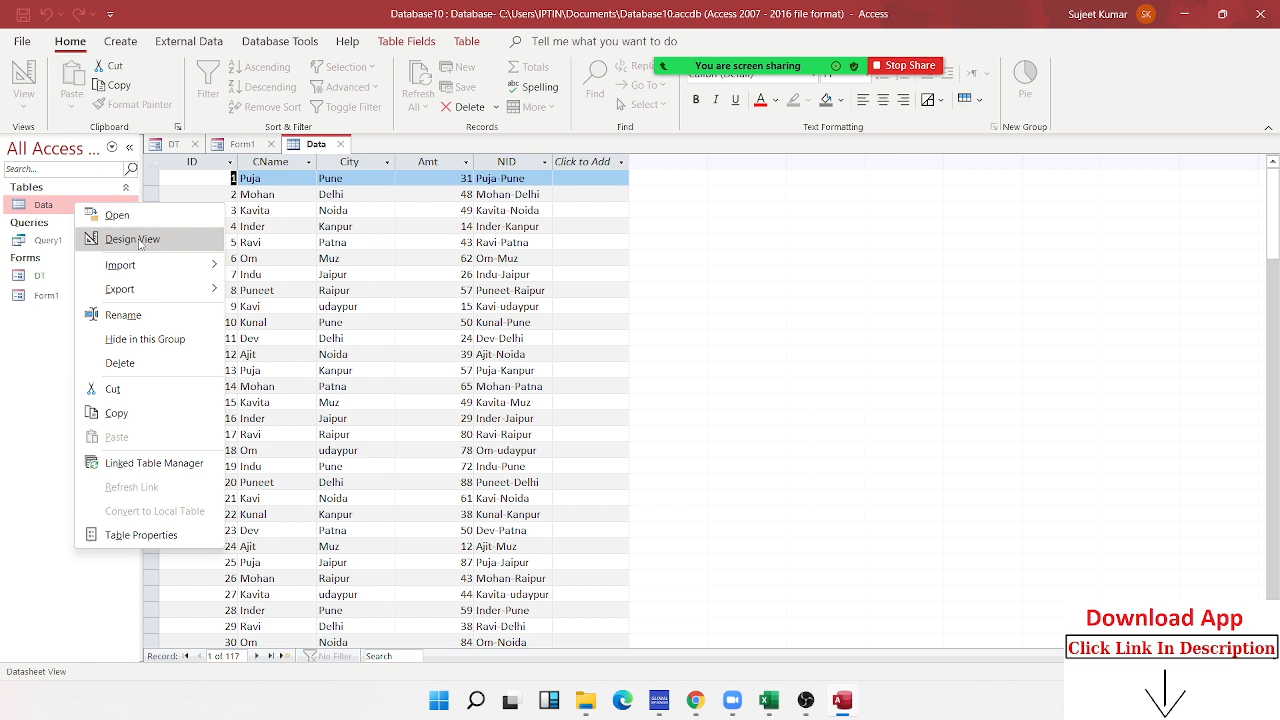 Database10 : Database- C:\Users\IPTIN\Documents\Database10.accdb (Access 2007 - 2016 file format) - Access
Sujeet Kumar
SK
File Home Create External Data Database Tools Help Table Fields Table Tell me what you want to do
You are screen sharing
Stop Share
View
Views
Paste
Cut
Copy
Format Painter
Clipboard
Filter
Ascending
Descending
Remove Sort
Selection
Advanced
Toggle Filter
Sort & Filter
Refresh
All
New
Save
Delete
Totals
Spelling
More
Records
Find
Go To
Select
Find
B I U
Text Formatting
Pie
New Group
All Access ...
Search...
Tables
Data
Queries
Query1
Forms
DT
Form1
DT Form1 Data
Open
Design View
Import
Export
Rename
Hide in this Group
Delete
Cut
Copy
Paste
Linked Table Manager
Refresh Link
Convert to Local Table
Table Properties
ID CName City Amt NID Click to Add
1 Puja Pune 31 Puja-Pune
2 Mohan Delhi 48 Mohan-Delhi
3 Kavita Noida 49 Kavita-Noida
4 Inder Kanpur 14 Inder-Kanpur
5 Ravi Patna 43 Ravi-Patna
6 Om Muz 62 Om-Muz
7 Indu Jaipur 26 Indu-Jaipur
8 Puneet Raipur 57 Puneet-Raipur
9 Kavi udaypur 15 Kavi-udaypur
10 Kunal Pune 50 Kunal-Pune
11 Dev Delhi 24 Dev-Delhi
12 Ajit Noida 39 Ajit-Noida
13 Puja Kanpur 57 Puja-Kanpur
14 Mohan Patna 65 Mohan-Patna
15 Kavita Muz 49 Kavita-Muz
16 Inder Jaipur 29 Inder-Jaipur
17 Ravi Raipur 80 Ravi-Raipur
18 Om udaypur 78 Om-udaypur
19 Indu Pune 72 Indu-Pune
20 Puneet Delhi 88 Puneet-Delhi
21 Kavi Noida 61 Kavi-Noida
22 Kunal Kanpur 38 Kunal-Kanpur
23 Dev Patna 50 Dev-Patna
24 Ajit Muz 12 Ajit-Muz
25 Puja Jaipur 87 Puja-Jaipur
26 Mohan Raipur 43 Mohan-Raipur
27 Kavita udaypur 44 Kavita-udaypur
28 Inder Pune 59 Inder-Pune
29 Ravi Delhi 38 Ravi-Delhi
30 Om Noida 84 Om-Noida
Record: 1 of 117 No Filter Search
Datasheet View
Download App
Click Link In Description